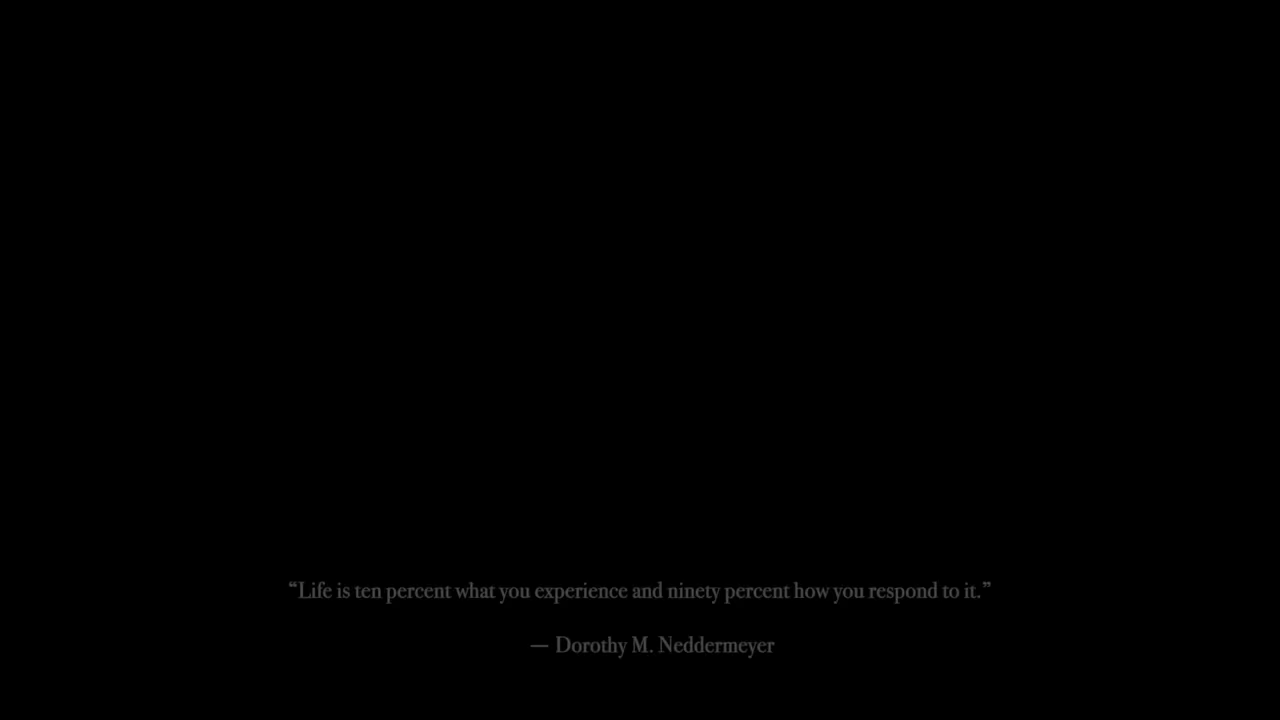 “Life is ten percent what you experience and ninety percent how you respond to it.”
— Dorothy M. Neddermeyer